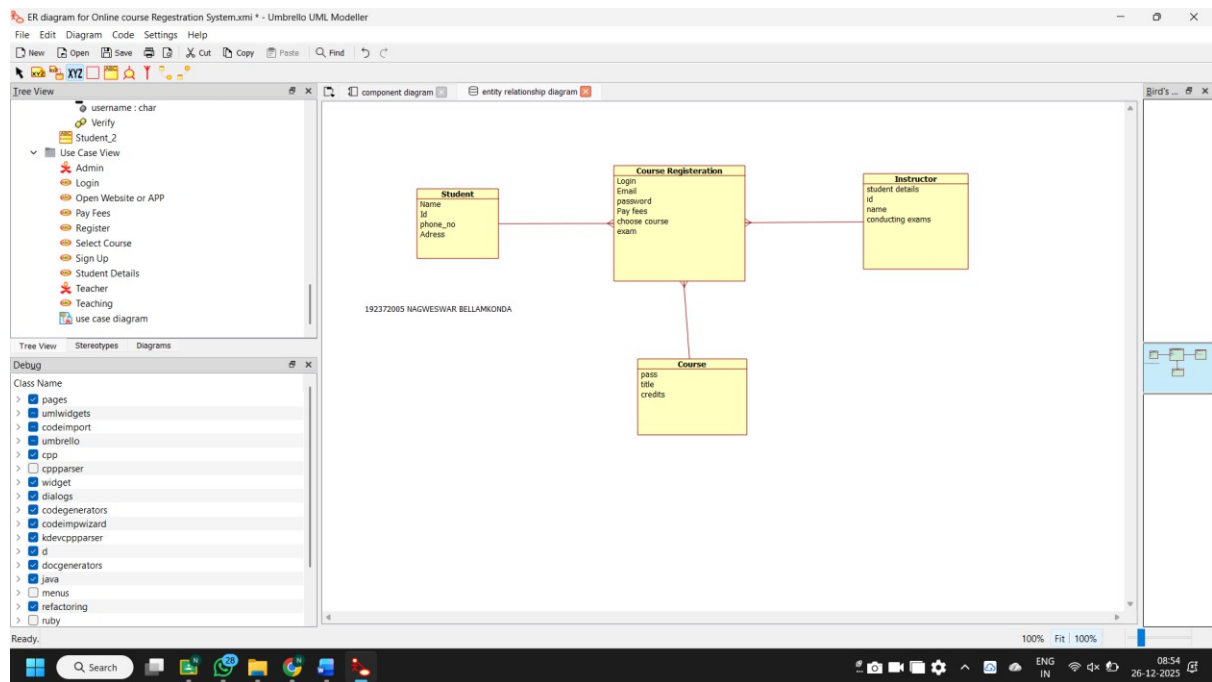 ER diagram for Online course Regestration System.xmi * - Umbrello UML Modeller
File Edit Diagram Code Settings Help
New Open Save Cut Copy Paste Find
XYZ
Tree View
component diagram
entity relationship diagram
Bird's ...
username : char
Verify
Student_2
Use Case View
Admin
Login
Open Website or APP
Pay Fees
Register
Select Course
Sign Up
Student Details
Teacher
Teaching
use case diagram
Tree View Stereotypes Diagrams
Debug
Class Name
pages
umlwidgets
codeimport
umbrello
cpp
cppparser
widget
dialogs
codegenerators
codeimpwizard
kdevcppparser
d
docgenerators
java
menus
refactoring
ruby
Student
Name
Id
phone_no
Adress
Course Registeration
Login
Email
password
Pay fees
choose course
exam
Instructor
student details
id
name
conducting exams
192372005 NAGWESWAR BELLAMKONDA
Course
pass
title
credits
Ready.
100% Fit 100%
Search
28
ENG
IN
08:54
26-12-2025